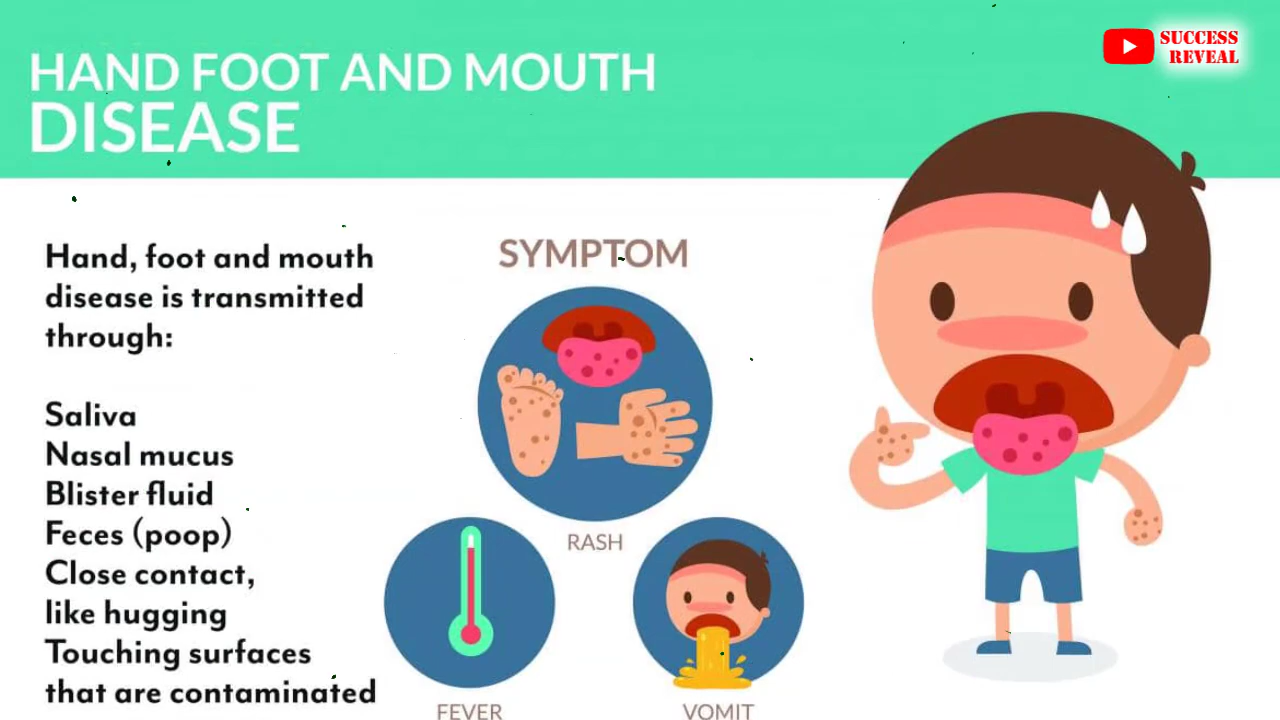 HAND FOOT AND MOUTH
DISEASE
SUCCESS
REVEAL
Hand, foot and mouth
disease is transmitted
through:
Saliva
Nasal mucus
Blister fluid
Feces (poop)
Close contact,
like hugging
Touching surfaces
that are contaminated
SYMPTOM
RASH
FEVER
VOMIT